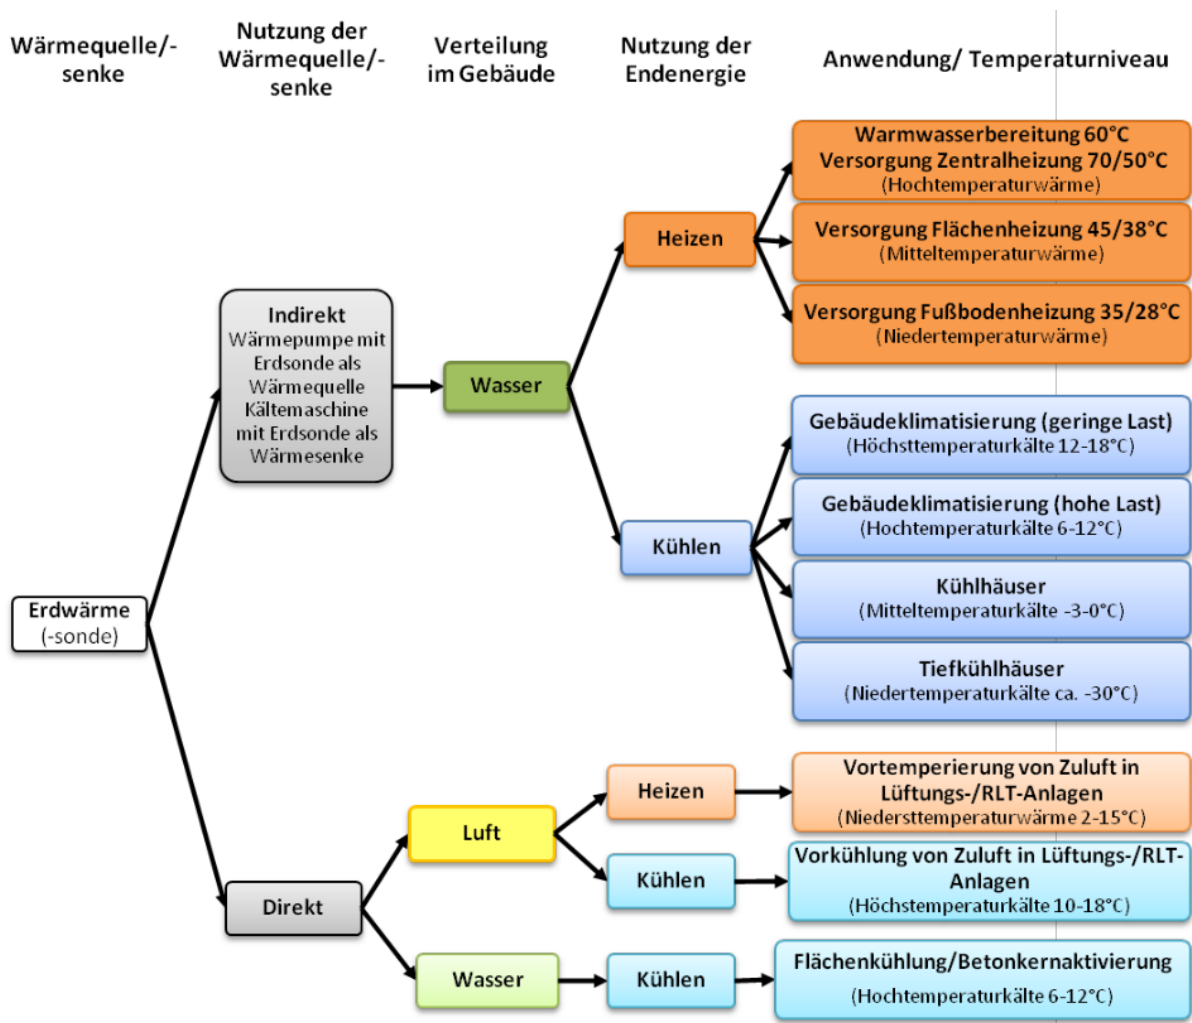 Wärmequelle/-
senke
Nutzung der
Wärmequelle/-
senke
Verteilung
im Gebäude
Nutzung der
Endenergie
Anwendung/ Temperaturniveau
Erdwärme
(-sonde)
Indirekt
Wärmepumpe mit
Erdsonde als
Wärmequelle
Kältemaschine
mit Erdsonde als
Wärmesenke
Wasser
Heizen
Warmwasserbereitung 60°C
Versorgung Zentralheizung 70/50°C
(Hochtemperaturwärme)
Versorgung Flächenheizung 45/38°C
(Mitteltemperaturwärme)
Versorgung Fußbodenheizung 35/28°C
(Niedertemperaturwärme)
Kühlen
Gebäudeklimatisierung (geringe Last)
(Höchsttemperaturkälte 12-18°C)
Gebäudeklimatisierung (hohe Last)
(Hochtemperaturkälte 6-12°C)
Kühlhäuser
(Mitteltemperaturkälte -3-0°C)
Tiefkühlhäuser
(Niedertemperaturkälte ca. -30°C)
Direkt
Luft
Heizen
Vortemperierung von Zuluft in
Lüftungs-/RLT-Anlagen
(Niedersttemperaturwärme 2-15°C)
Kühlen
Vorkühlung von Zuluft in Lüftungs-/RLT-
Anlagen
(Höchstemperaturkälte 10-18°C)
Wasser
Kühlen
Flächenkühlung/Betonkernaktivierung
(Hochtemperaturkälte 6-12°C)